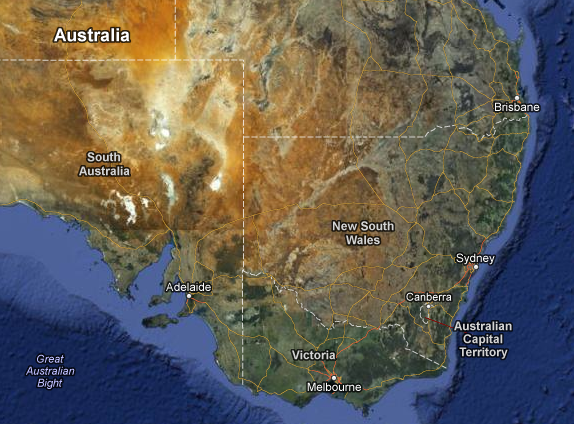 Australia
Brisbane
South
Australia
New South
Wales
Sydney
Adelaide
Canberra
Australian
Capital
Territory
Victoria
Great
Australian
Bight
Melbourne